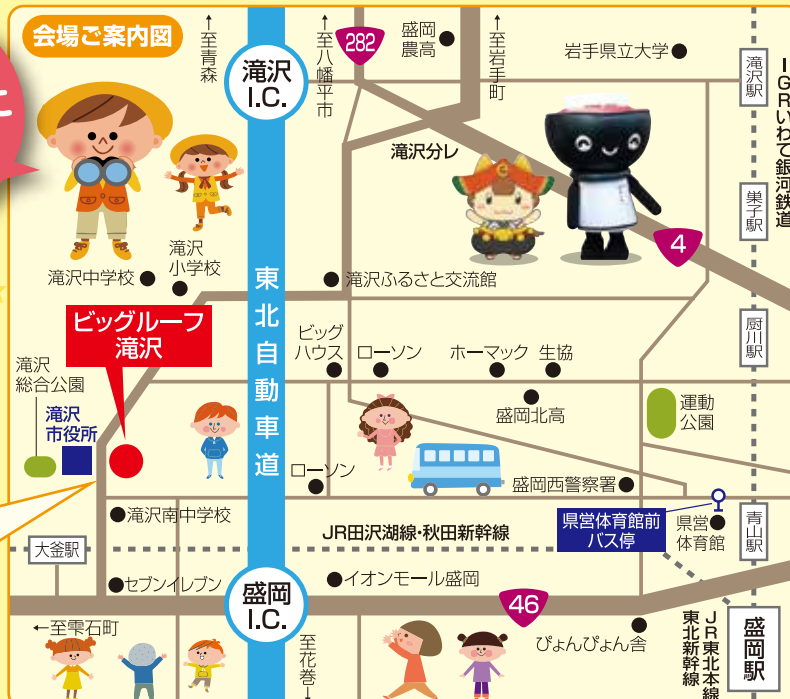 会場ご案内図
↑至青森
↑至八幡平市
282
盛岡
農高
↑至岩手町
岩手県立大学
滝沢駅
IGRいわて銀河鉄道
滝沢
I.C.
に
滝沢分レ
G
巣子駅
4
滝沢
小学校
滝沢中学校
滝沢ふるさと交流館
東北自動車道
ビッグルーフ
滝沢
ビッグ
ハウス
ローソン
ホーマック
生協
厨川駅
滝沢
総合公園
滝沢
市役所
盛岡北高
運動
公園
ローソン
盛岡西警察署
滝沢南中学校
JR田沢湖線・秋田新幹線
県営体育館前
バス停
県営
体育館
青山駅
大釜駅
セブンイレブン
盛岡
I.C.
イオンモール盛岡
46
←至雫石町
至花巻→
ぴょんぴょん舎
JR東北本線
東北新幹線
盛岡駅